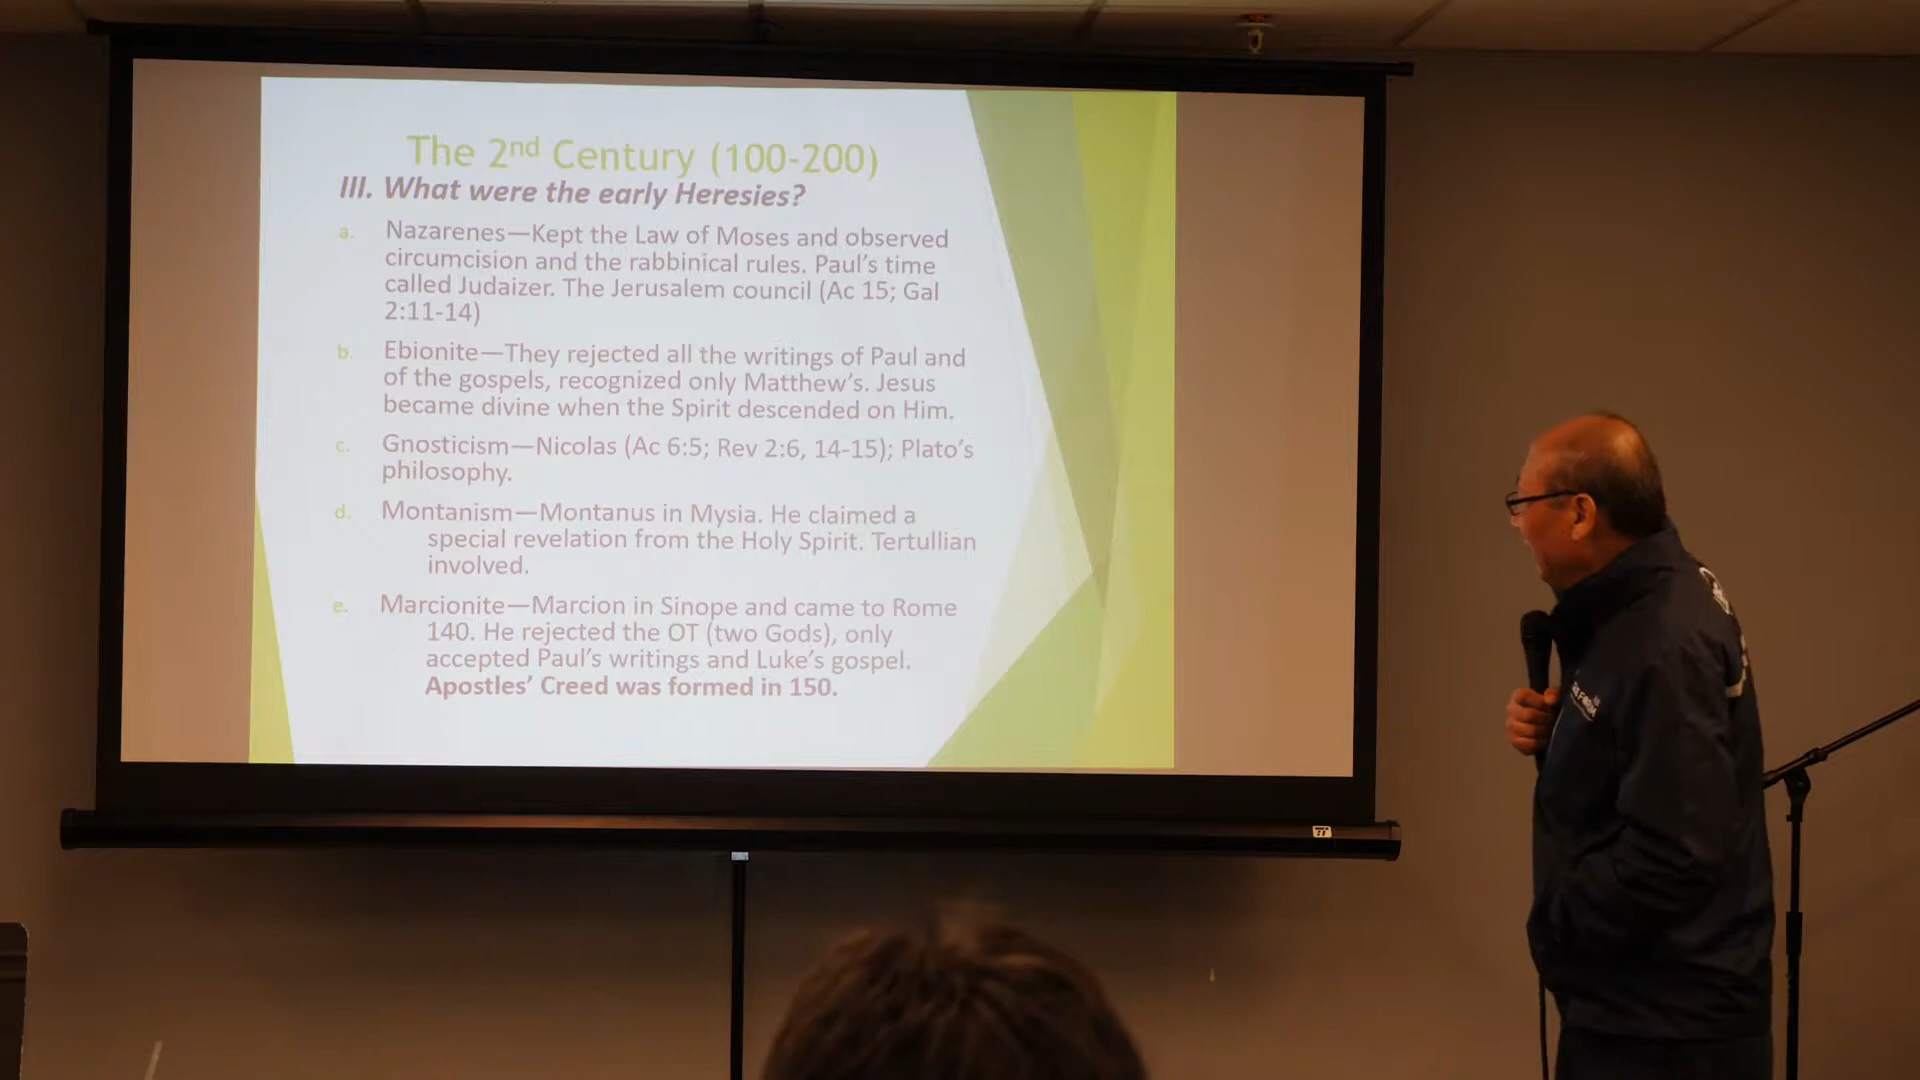 The 2nd Century (100-200)
III. What were the early Heresies?
a. Nazarenes—Kept the Law of Moses and observed
circumcision and the rabbinical rules. Paul's time
called Judaizer. The Jerusalem council (Ac 15; Gal
2:11-14)
b. Ebionite—They rejected all the writings of Paul and
of the gospels, recognized only Matthew's. Jesus
became divine when the Spirit descended on Him.
c. Gnosticism—Nicolas (Ac 6:5; Rev 2:6, 14-15); Plato's
philosophy.
d. Montanism—Montanus in Mysia. He claimed a
special revelation from the Holy Spirit. Tertullian
involved.
e. Marcionite—Marcion in Sinope and came to Rome
140. He rejected the OT (two Gods), only
accepted Paul's writings and Luke's gospel.
Apostles' Creed was formed in 150.